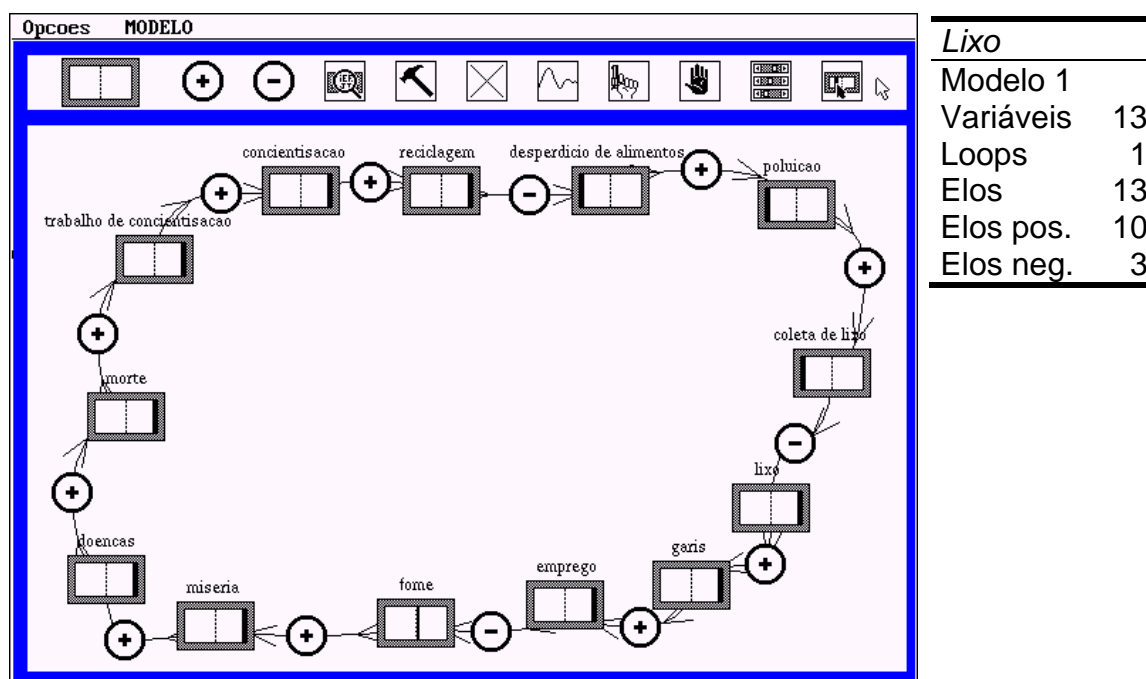 Opcoes MODELO
concientisacao
reciclagem
desperdicio de alimentos
poluicao
trabalho de concientisacao
coleta de lixo
morte
lixo
doencas
miseria
fome
emprego
garis
Lixo
Modelo 1
Variáveis 13
Loops 1
Elos 13
Elos pos. 10
Elos neg. 3